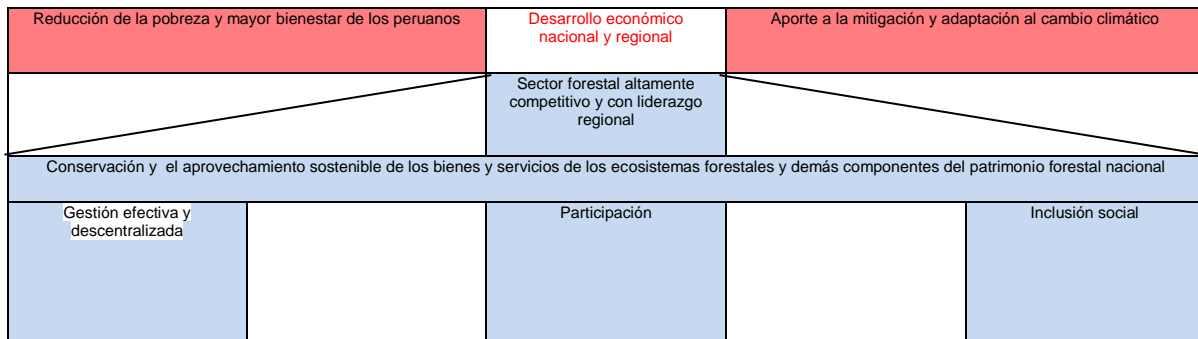 Reducción de la pobreza y mayor bienestar de los peruanos
Desarrollo económico
nacional y regional
Aporte a la mitigación y adaptación al cambio climático
Sector forestal altamente
competitivo y con liderazgo
regional
Conservación y el aprovechamiento sostenible de los bienes y servicios de los ecosistemas forestales y demás componentes del patrimonio forestal nacional
Gestión efectiva y
descentralizada
Participación
Inclusión social